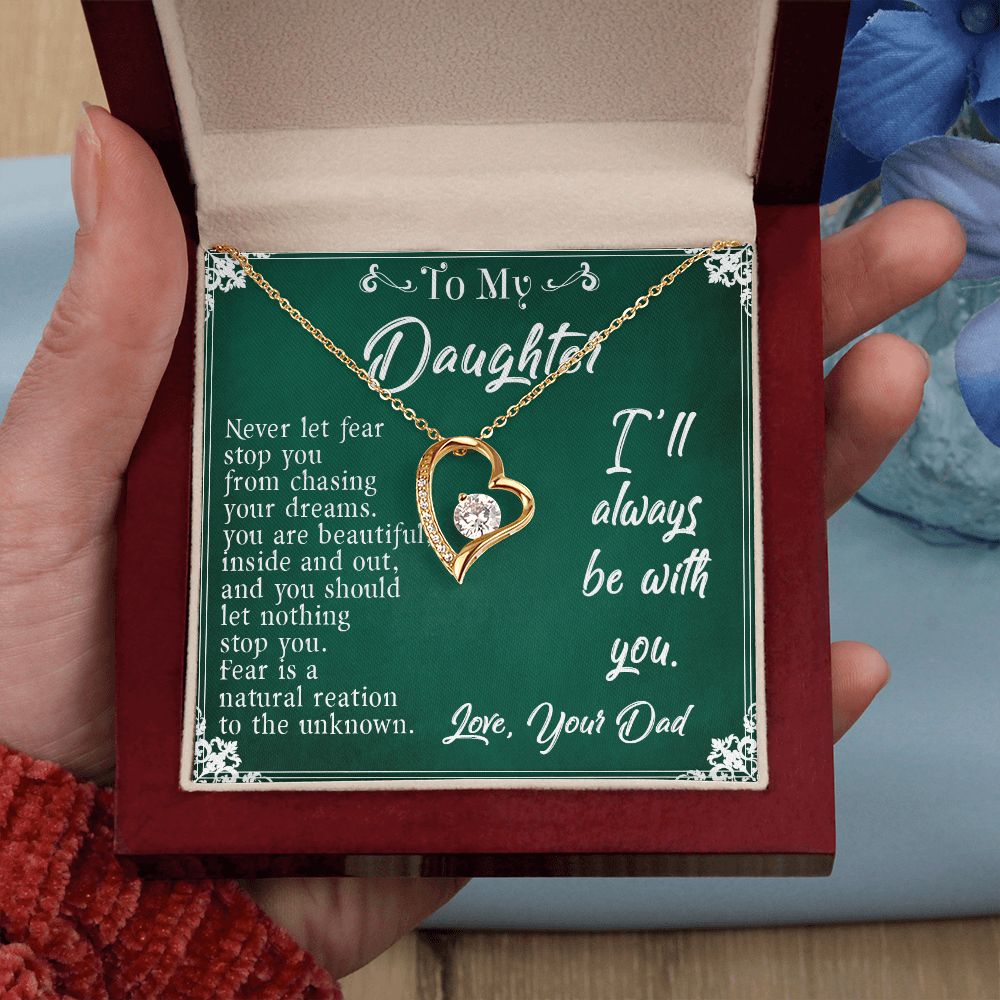 To My
Daughter
Never let fear
stop you
from chasing
your dreams.
you are beautiful,
inside and out,
and you should
let nothing
stop you.
Fear is a
natural reation
to the unknown.
I'll
always
be with
you.
Love, Your Dad